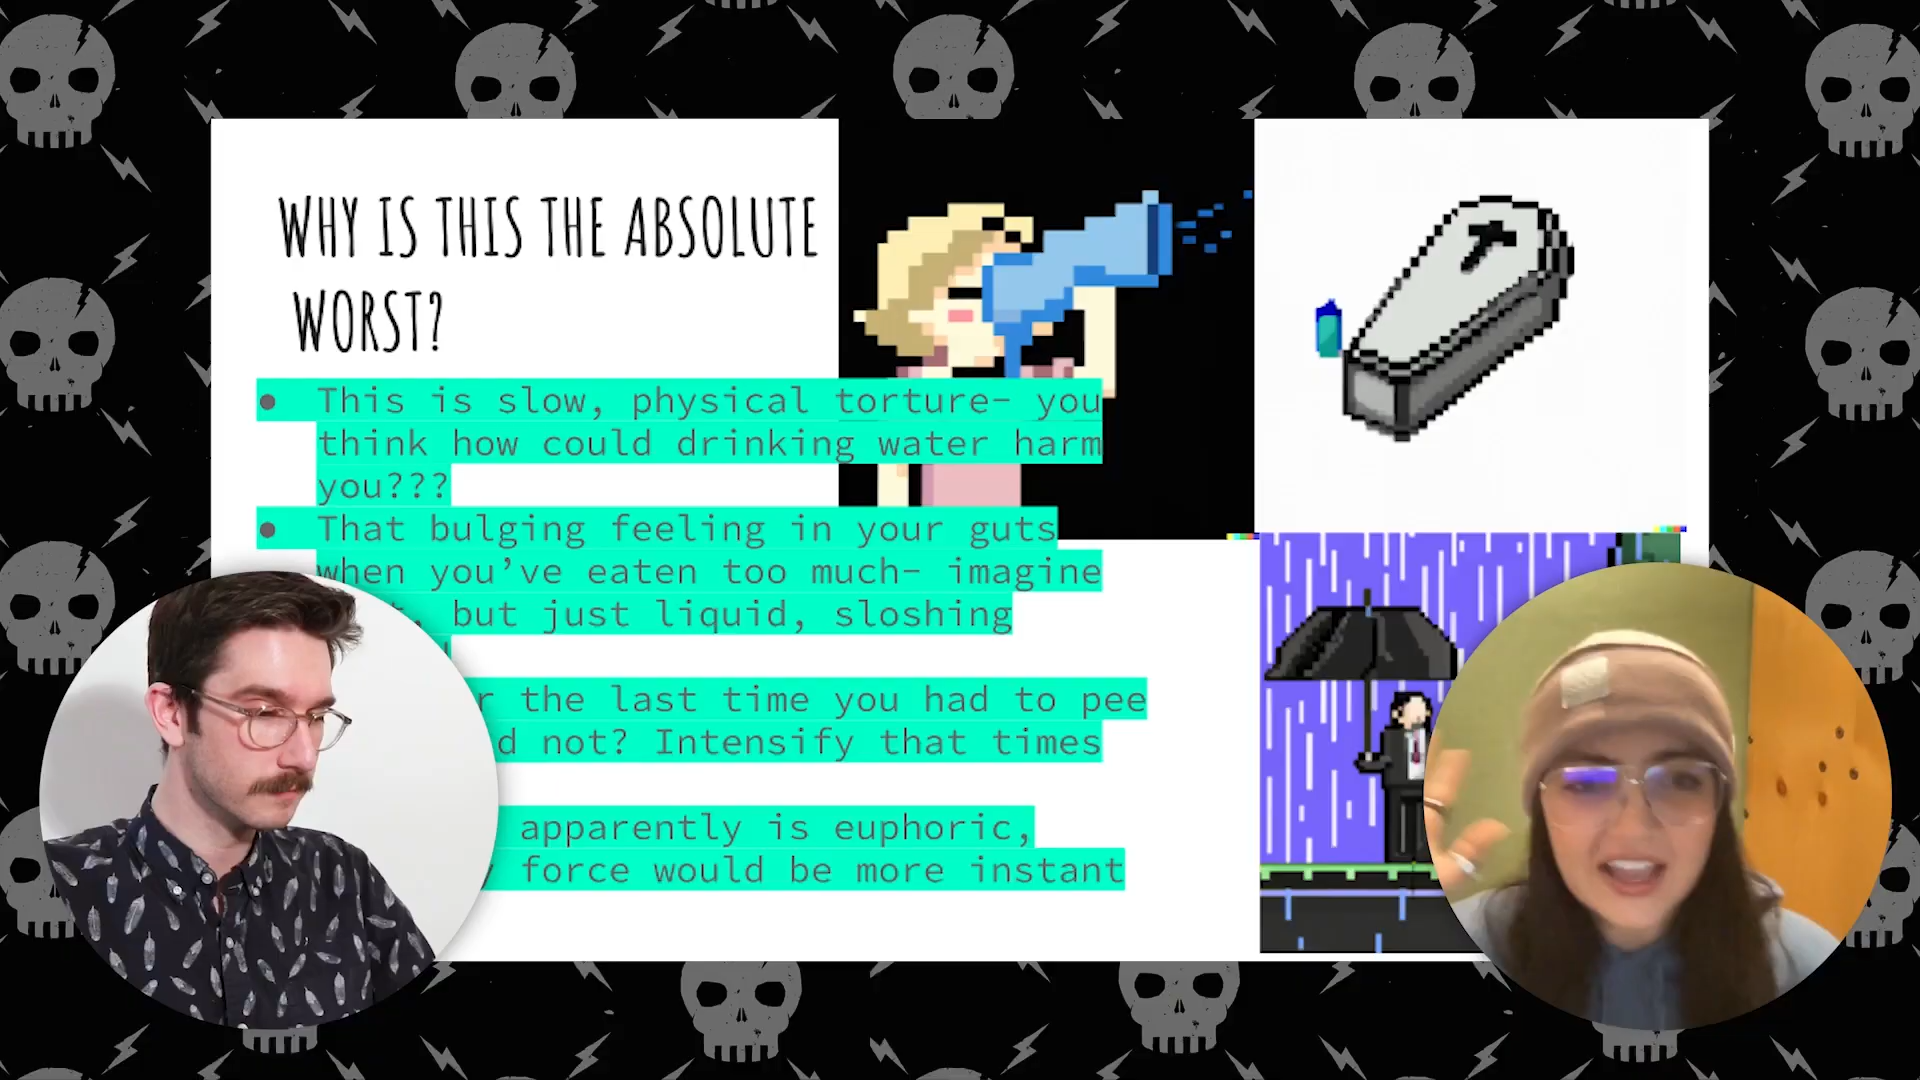 WHY IS THIS THE ABSOLUTE
WORST?
● This is slow, physical torture– you
think how could drinking water harm
you???
● That bulging feeling in your guts
when you’ve eaten too much– imagine
, but just liquid, sloshing
the last time you had to pee
not? Intensify that times
apparently is euphoric,
force would be more instant